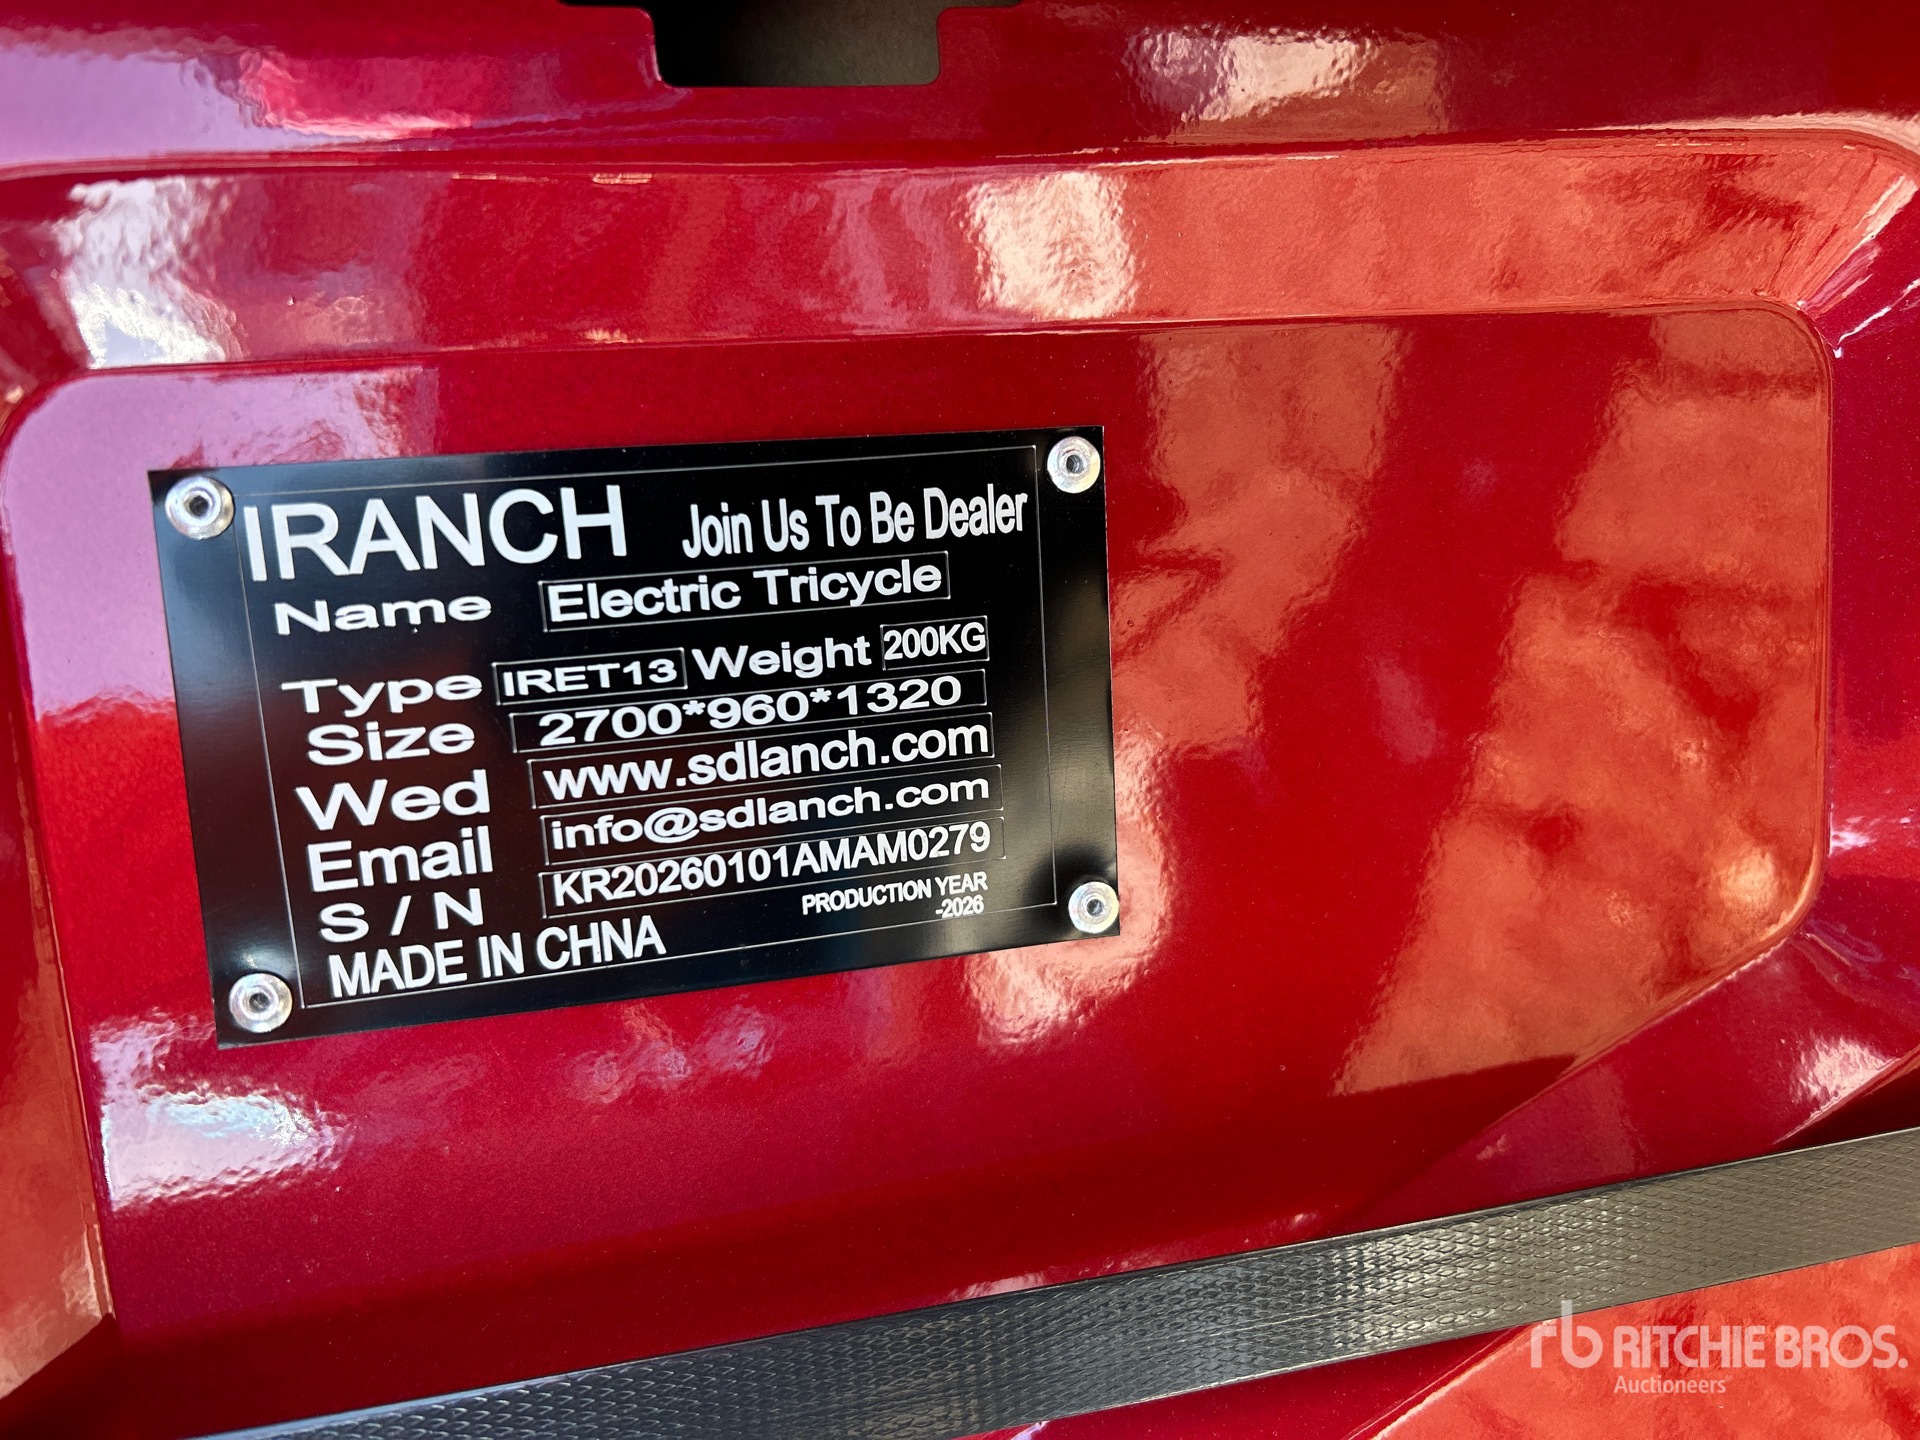 IRANCH Join Us To Be Dealer
Name Electric Tricycle
Type IRET13 Weight 200KG
Size 2700*960*1320
Wed www.sdlanch.com
Email info@sdlanch.com
S / N KR20260101AMAM0279
MADE IN CHNA PRODUCTION YEAR
-2026
rb RITCHIE BROS.
Auctioneers